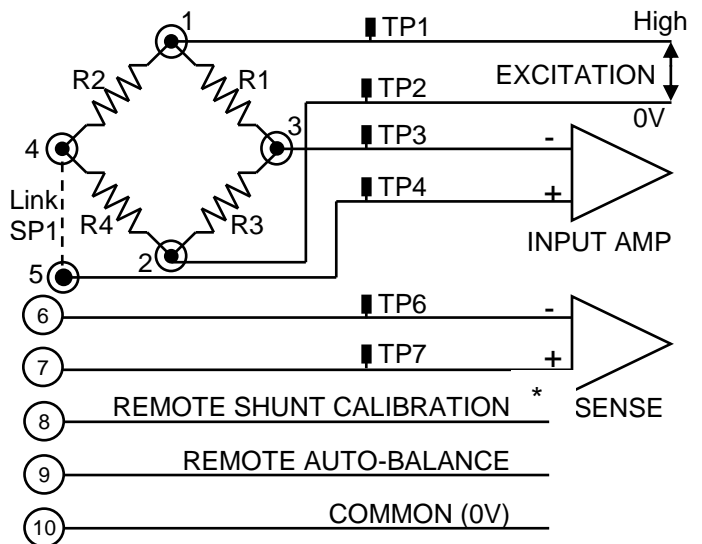 1
TP1
High
R2
R1
EXCITATION
TP2
0V
3
TP3
-
4
TP4
+
Link
SP1
R4
R3
INPUT AMP
2
5
6
TP6
-
7
TP7
+
*
8
REMOTE SHUNT CALIBRATION
SENSE
9
REMOTE AUTO-BALANCE
10
COMMON (0V)